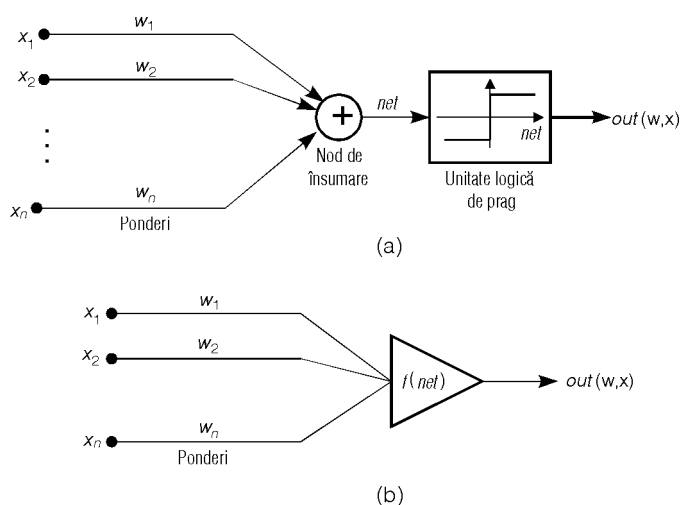 x1
w1
x2
w2
net
net
out (w,x)
Nod de
însumare
Unitate logică
de prag
xn
wn
Ponderi
(a)
x1
w1
x2
w2
f(net)
out (w,x)
xn
wn
Ponderi
(b)